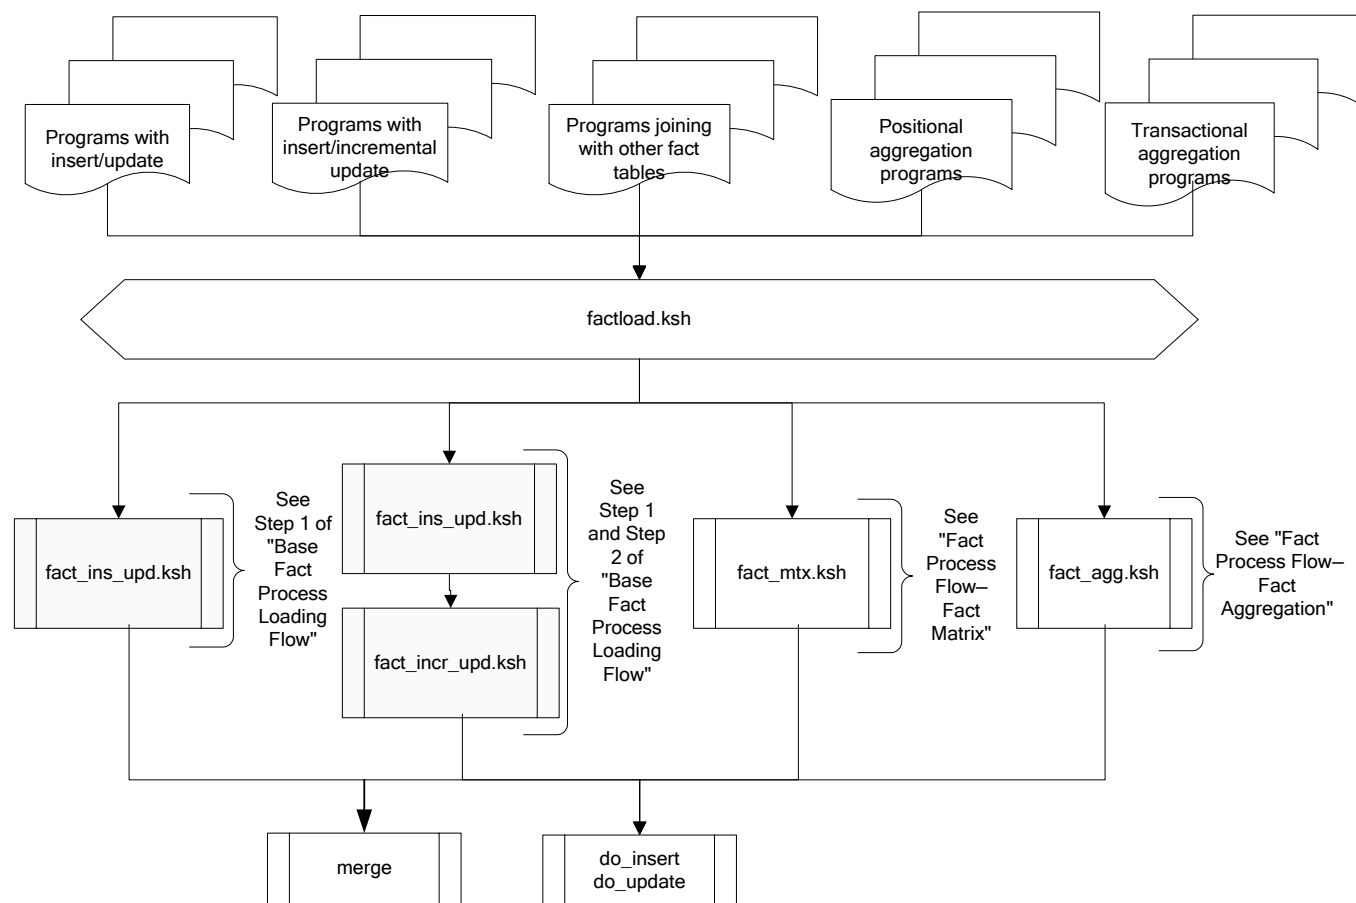 Programs with
insert/update
Programs with
insert/incremental
update
Programs joining
with other fact
tables
Positional
aggregation
programs
Transactional
aggregation
programs
factload.ksh
fact_ins_upd.ksh
See
Step 1 of
"Base
Fact
Process
Loading
Flow"
fact_ins_upd.ksh
fact_incr_upd.ksh
See
Step 1
and Step
2 of
"Base
Fact
Process
Loading
Flow"
fact_mtx.ksh
See
"Fact
Process
Flow–
Fact
Matrix"
fact_agg.ksh
See "Fact
Process Flow–
Fact
Aggregation"
merge
do_insert
do_update